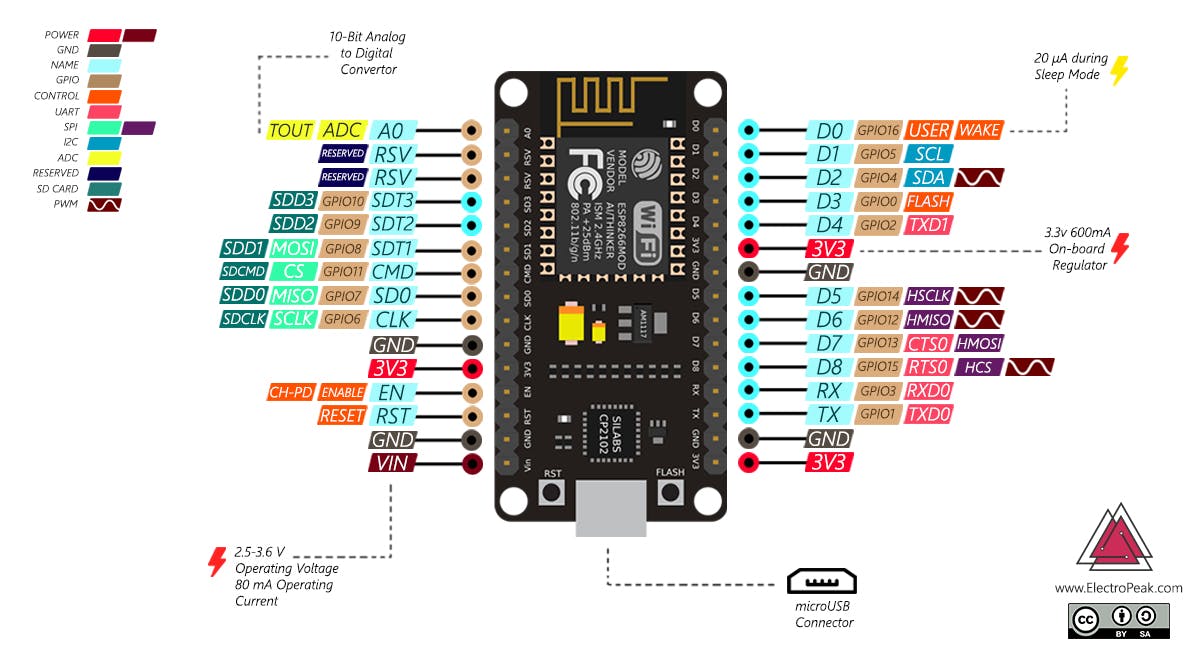 POWER
GND
NAME
GPIO
CONTROL
UART
SPI
I2C
ADC
RESERVED
SD CARD
PWM
10-Bit Analog
to Digital
Convertor
20 µA during
Sleep Mode
TOUT ADC A0
RESERVED RSV
RESERVED RSV
SDD3 GPIO10 SDT3
SDD2 GPIO9 SDT2
SDD1 MOSI GPIO8 SDT1
SDCMD CS GPIO11 CMD
SDD0 MISO GPIO7 SD0
SDCLK SCLK GPIO6 CLK
GND
3V3
CH-PD ENABLE EN
RESET RST
GND
VIN
A0
RSV
RSV
SD3
SD2
SD1
CMD
SD0
CLK
GND
3V3
EN
RST
GND
Vin
MODEL
VENDOR
ESP8266MOD
AI/THINKER
ISM 2.4GHz
PA +25dBm
802.11b/g/n
FC
WiFi
AM1117
SILABS
CP2102
RST
FLASH
D0
D1
D2
D3
D4
3V3
GND
D5
D6
D7
D8
RX
TX
GND
3V3
D0 GPIO16 USER WAKE
D1 GPIO5 SCL
D2 GPIO4 SDA
D3 GPIO0 FLASH
D4 GPIO2 TXD1
3V3
GND
D5 GPIO14 HSCLK
D6 GPIO12 HMISO
D7 GPIO13 CTS0 HMOSI
D8 GPIO15 RTS0 HCS
RX GPIO3 RXD0
TX GPIO1 TXD0
GND
3V3
3.3v 600mA
On-board
Regulator
2.5-3.6 V
Operating Voltage
80 mA Operating
Current
microUSB
Connector
www.ElectroPeak.com
cc
BY SA